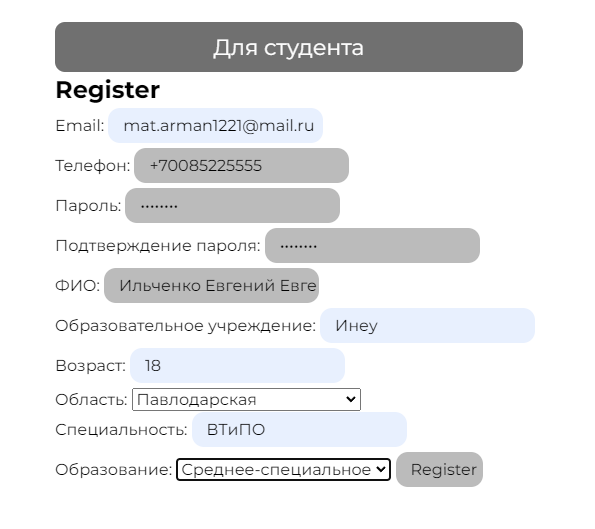 Для студента
Register
Email: mat.arman1221@mail.ru
Телефон: +70085225555
Пароль: ••••••••
Подтверждение пароля: ••••••••
ФИО: Ильченко Евгений Евге
Образовательное учреждение: Инеу
Возраст: 18
Область: Павлодарская
Специальность: ВТиПО
Образование: Среднее-специальное Register